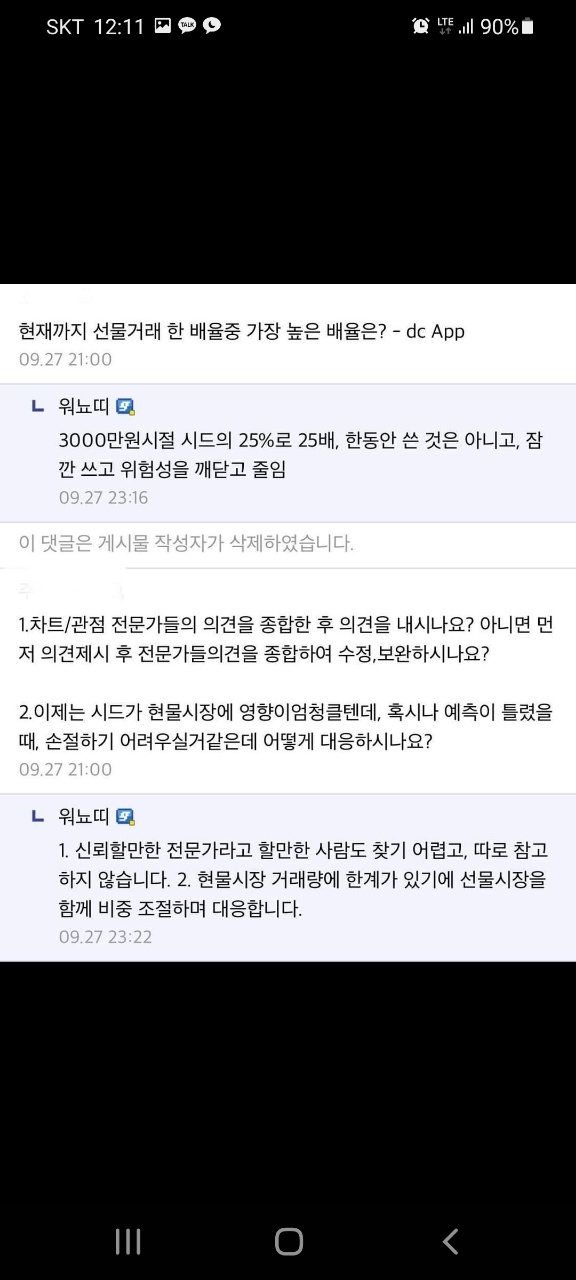 SKT 12:11 TALK LTE 90%
현재까지 선물거래 한 배율중 가장 높은 배율은? - dc App
09.27 21:00
ㄴ 워뇨띠
3000만원시절 시드의 25%로 25배, 한동안 쓴 것은 아니고, 잠
깐 쓰고 위험성을 깨닫고 줄임
09.27 23:16
이 댓글은 게시물 작성자가 삭제하였습니다.
1.차트/관점 전문가들의 의견을 종합한 후 의견을 내시나요? 아니면 먼
저 의견제시 후 전문가들의견을 종합하여 수정,보완하시나요?
2.이제는 시드가 현물시장에 영향이엄청클텐데, 혹시나 예측이 틀렸을
때, 손절하기 어려우실거같은데 어떻게 대응하시나요?
09.27 21:00
ㄴ 워뇨띠
1. 신뢰할만한 전문가라고 할만한 사람도 찾기 어렵고, 따로 참고
하지 않습니다. 2. 현물시장 거래량에 한계가 있기에 선물시장을
함께 비중 조절하며 대응합니다.
09.27 23:22